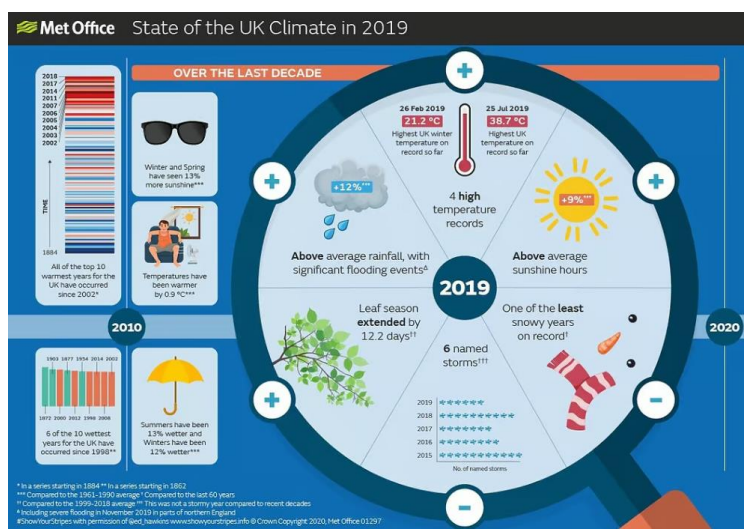 Met Office State of the UK Climate in 2019
OVER THE LAST DECADE
2018
2017
2014
2011
2007
2006
2005
2004
2003
2002
TIME
1884
All of the top 10
warmest years for the
UK have occurred
since 2002*
Winter and Spring
have seen 13%
more sunshine***
Temperatures have
been warmer
by 0.9 °C***
2010
2020
1903 1877 1954 2014 2002
1872 2000 2012 1998 2008
6 of the 10 wettest
years for the UK have
occurred since 1998**
Summers have been
13% wetter and
Winters have been
12% wetter***
26 Feb 2019
21.2 °C
Highest UK winter
temperature on
record so far
25 Jul 2019
38.7 °C
Highest UK
temperature on
record so far
4 high
temperature
records
+12%***
Above average rainfall, with
significant flooding events∆
+9%***
Above average
sunshine hours
2019
Leaf season
extended by
12.2 days††
6 named
storms†††
2019
2018
2017
2016
2015
No. of named storms
One of the least
snowy years
on record†
* In a series starting in 1884 ** In a series starting in 1862
*** Compared to the 1961-1990 average † Compared to the last 60 years
†† Compared to the 1999-2018 average ††† This was not a stormy year compared to recent decades
∆ Including severe flooding in November 2019 in parts of northern England
#ShowYourStripes with permission of @ed_hawkins www.showyourstripes.info © Crown Copyright 2020, Met Office 01297